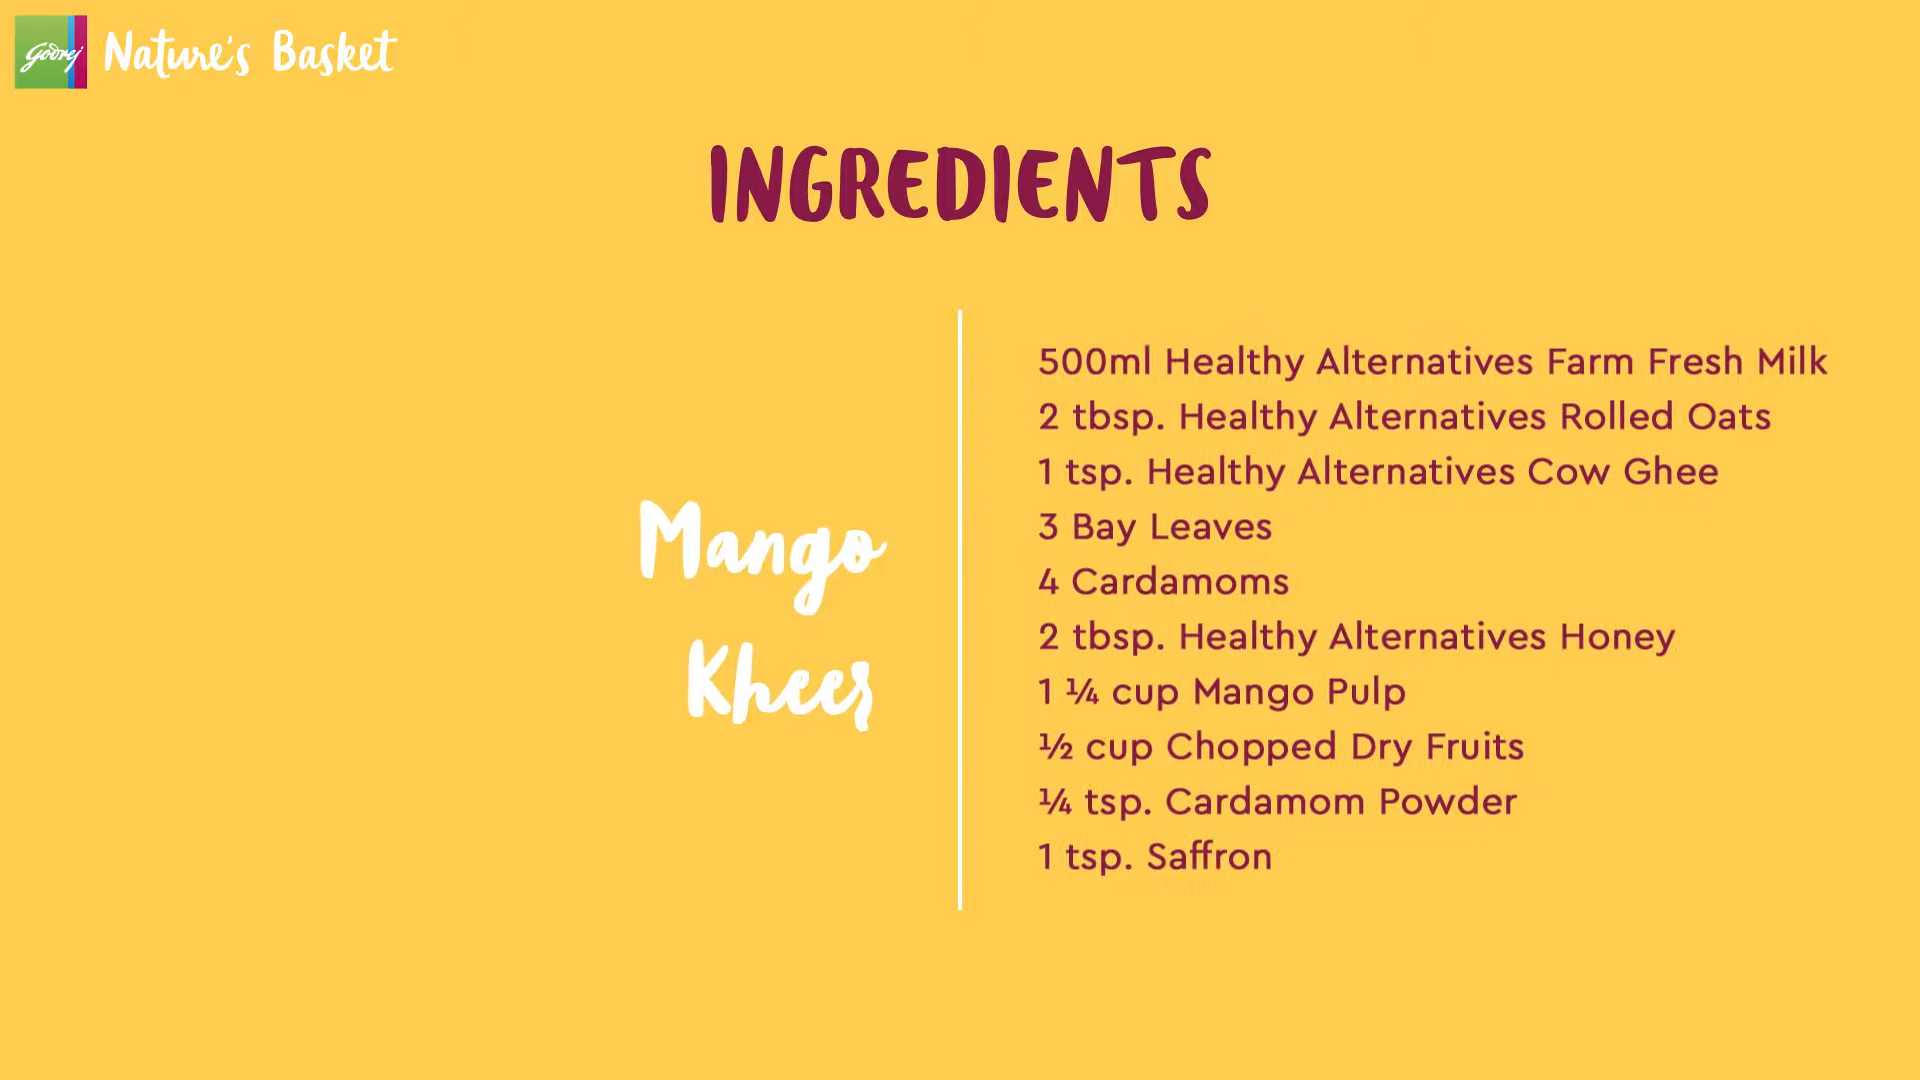 Godrej Nature's Basket
INGREDIENTS
Mango
Kheer
500ml Healthy Alternatives Farm Fresh Milk
2 tbsp. Healthy Alternatives Rolled Oats
1 tsp. Healthy Alternatives Cow Ghee
3 Bay Leaves
4 Cardamoms
2 tbsp. Healthy Alternatives Honey
1 ¼ cup Mango Pulp
½ cup Chopped Dry Fruits
¼ tsp. Cardamom Powder
1 tsp. Saffron